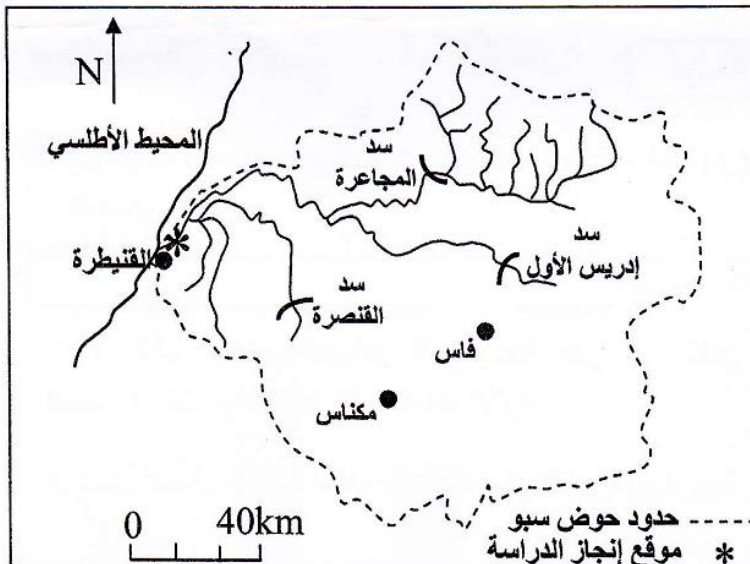 N
المحيط الأطلسي
سد
المجاعرة
سد
إدريس الأول
القنيطرة
سد
القنصرة
فاس
مكناس
0 40km
حدود حوض سبو
موقع إنجاز الدراسة